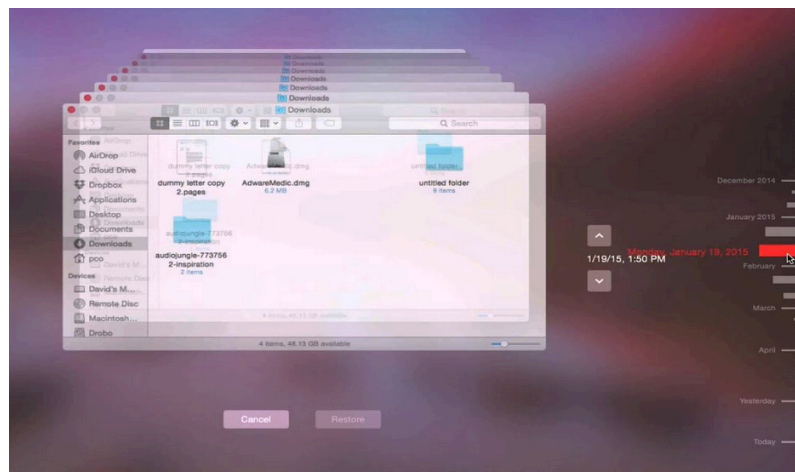 Downloads
Downloads
Downloads
Downloads
Downloads
Downloads
Q Search
Favorites
AirDrop
iCloud Drive
Dropbox
Applications
Desktop
Documents
Downloads
pco
Devices
David's M...
Remote Disc
Macintosh...
Drobo
dummy letter copy
2.pages
AdwareMedic.dmg
6.2 MB
untitled folder
9 items
audiojungle-773756
2-inspiration
2 items
4 items, 48.13 GB available
Cancel
Restore
1/19/15, 1:50 PM
Monday, January 19, 2015
December 2014
January 2015
February
March
April
Yesterday
Today